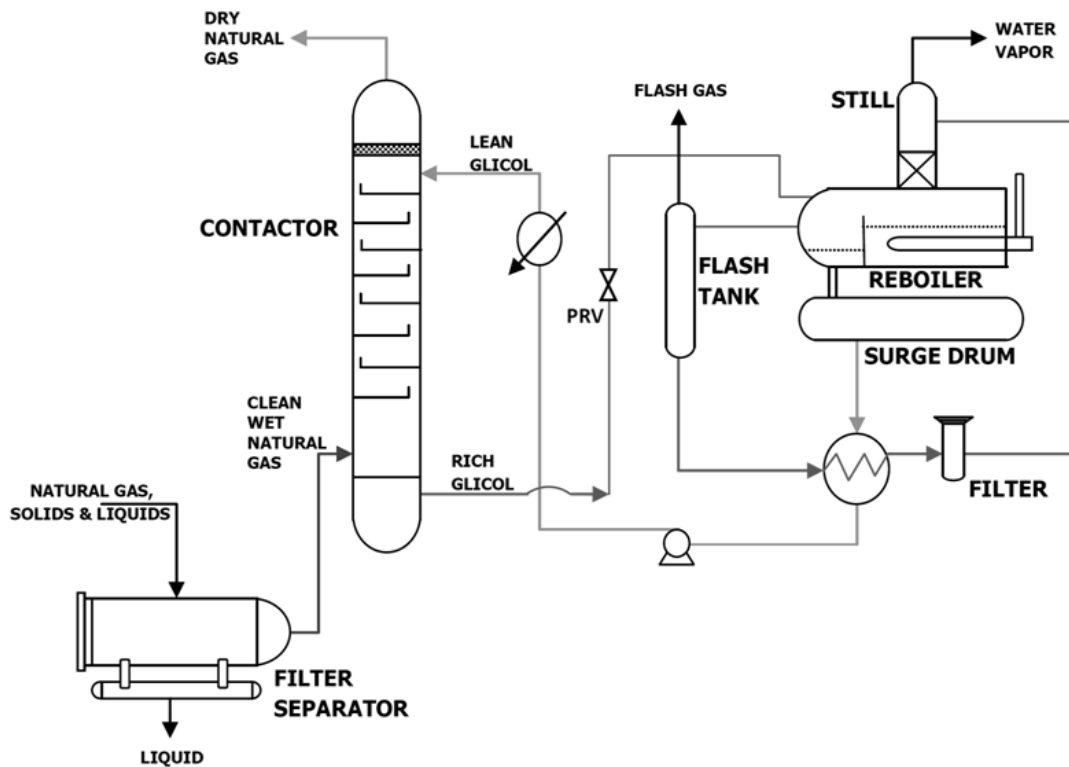 DRY
NATURAL
GAS
WATER
VAPOR
FLASH GAS
STILL
LEAN
GLICOL
CONTACTOR
FLASH
TANK
REBOILER
PRV
SURGE DRUM
CLEAN
WET
NATURAL
GAS
RICH
GLICOL
FILTER
NATURAL GAS,
SOLIDS & LIQUIDS
FILTER
SEPARATOR
LIQUID